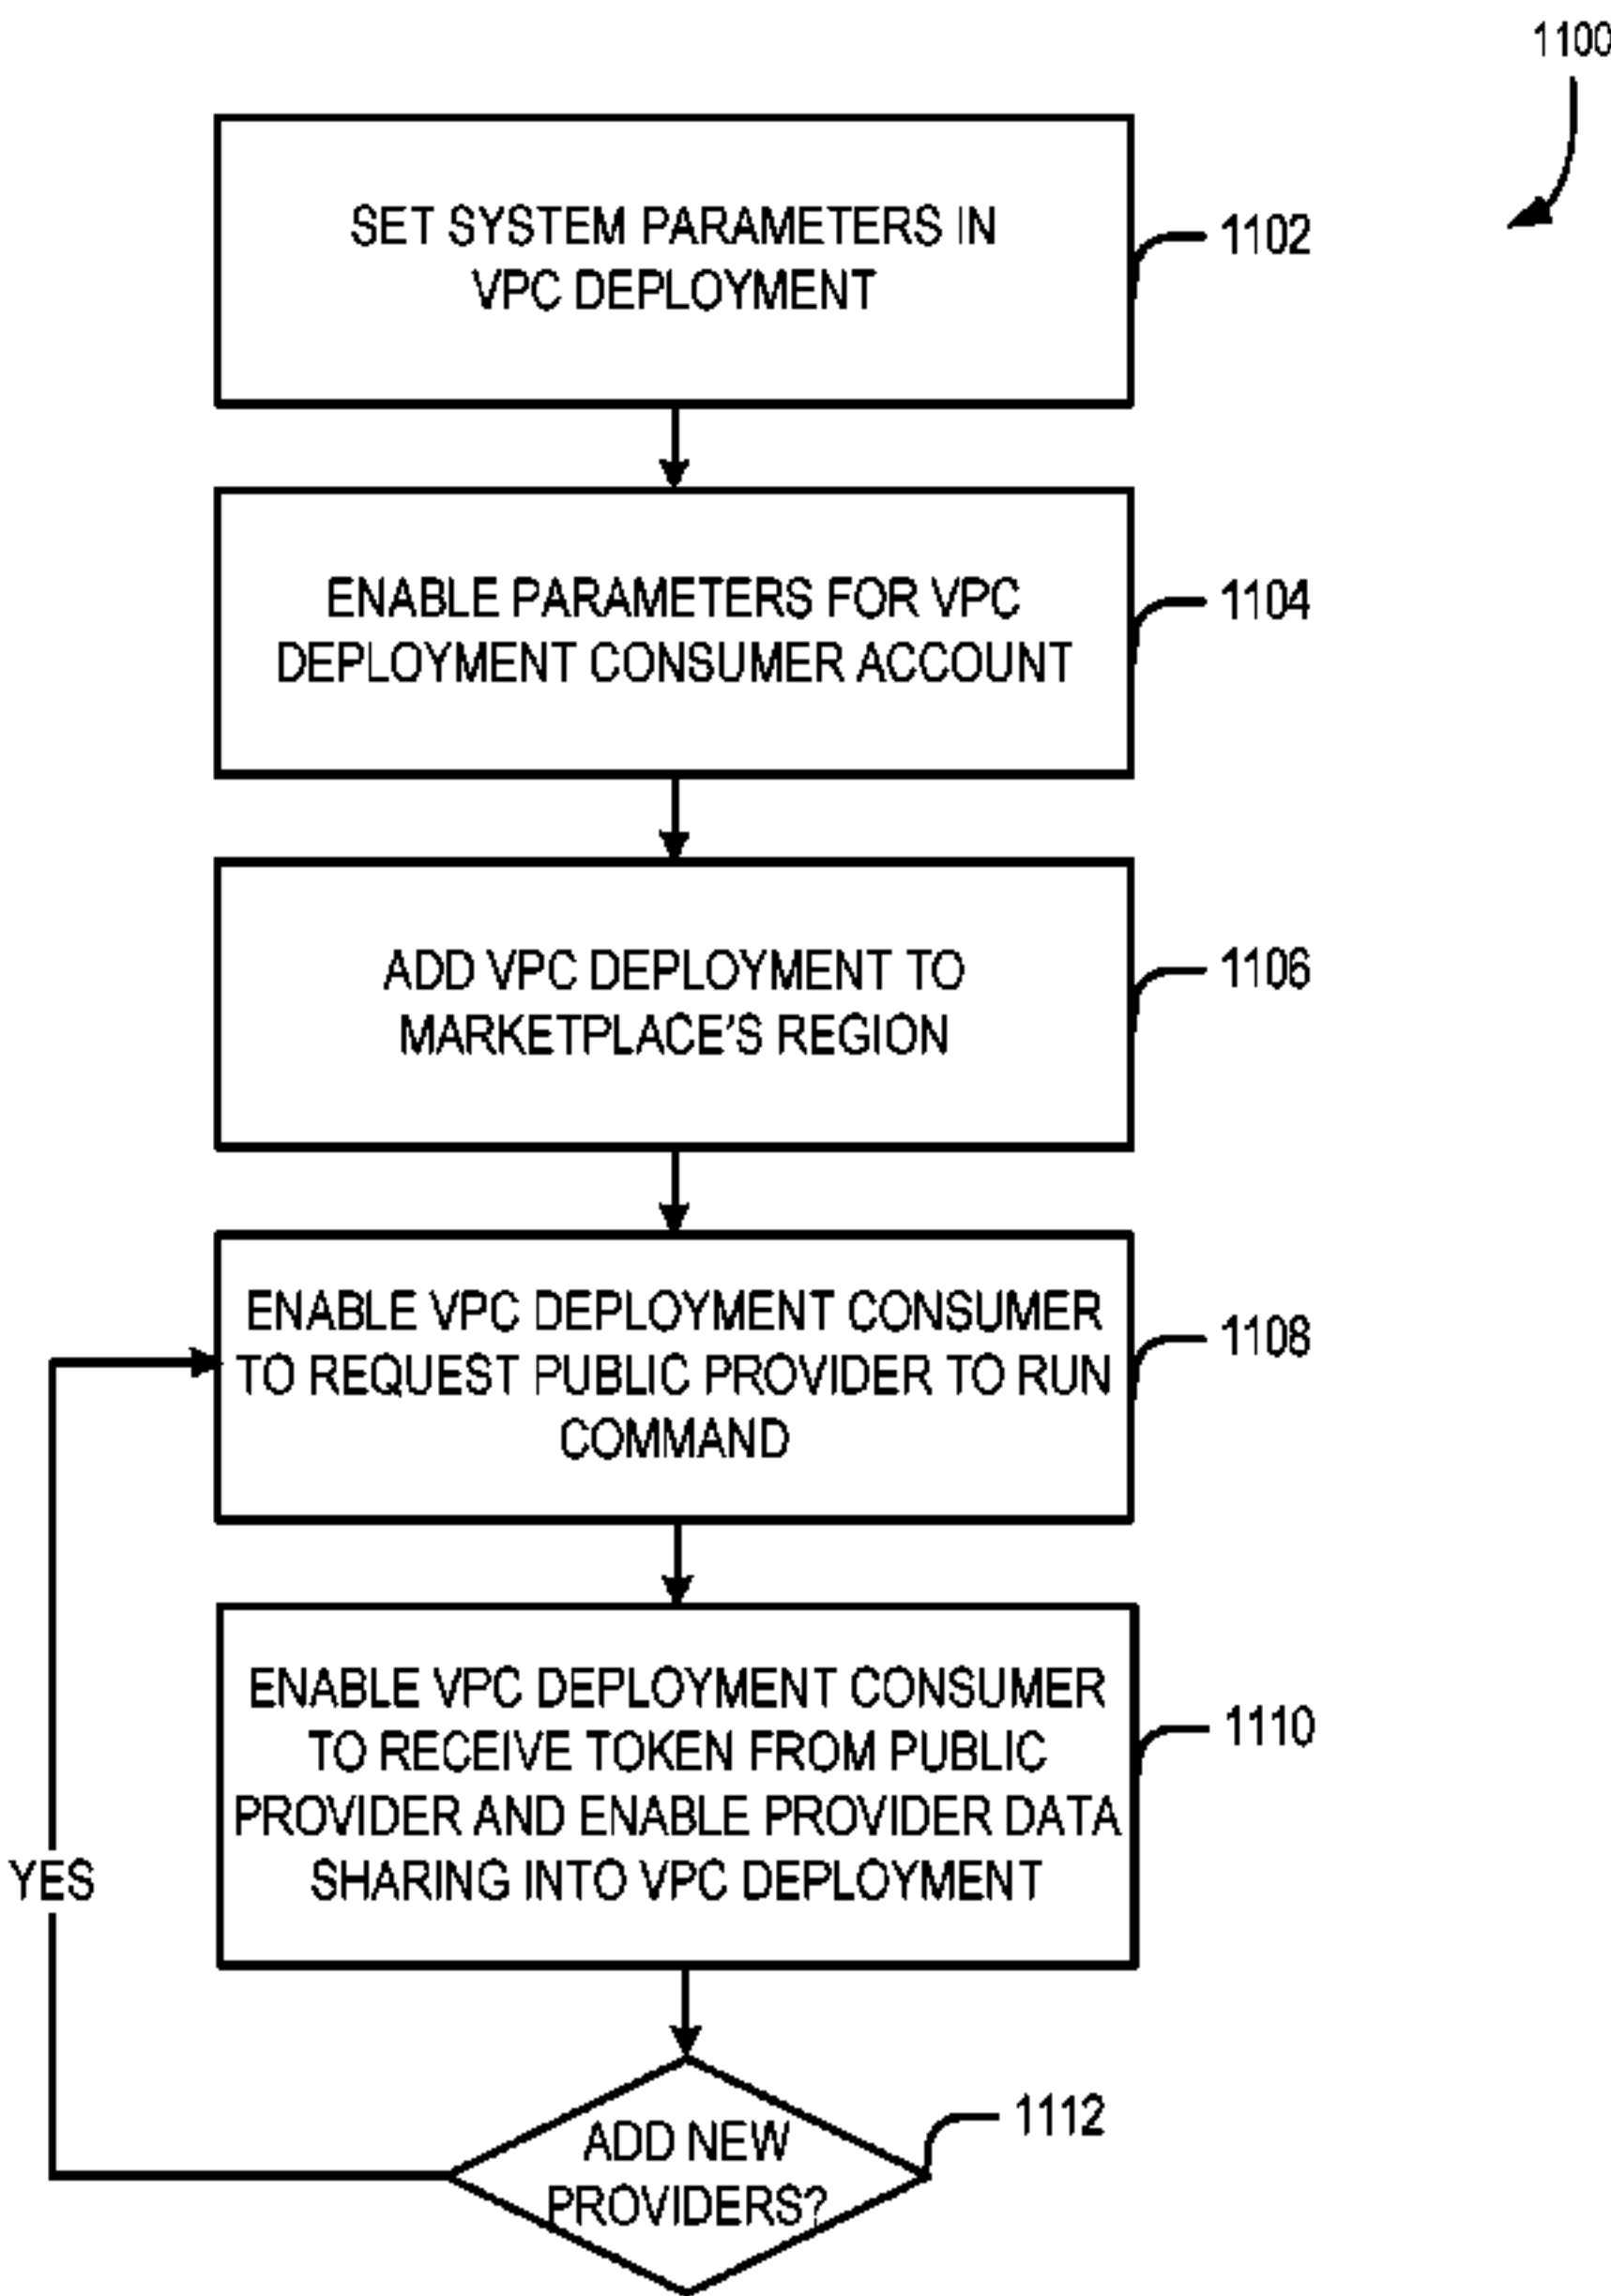 1100
SET SYSTEM PARAMETERS IN
VPC DEPLOYMENT
1102
ENABLE PARAMETERS FOR VPC
DEPLOYMENT CONSUMER ACCOUNT
1104
ADD VPC DEPLOYMENT TO
MARKETPLACE'S REGION
1106
ENABLE VPC DEPLOYMENT CONSUMER
TO REQUEST PUBLIC PROVIDER TO RUN
COMMAND
1108
ENABLE VPC DEPLOYMENT CONSUMER
TO RECEIVE TOKEN FROM PUBLIC
PROVIDER AND ENABLE PROVIDER DATA
SHARING INTO VPC DEPLOYMENT
1110
YES
ADD NEW
PROVIDERS?
1112